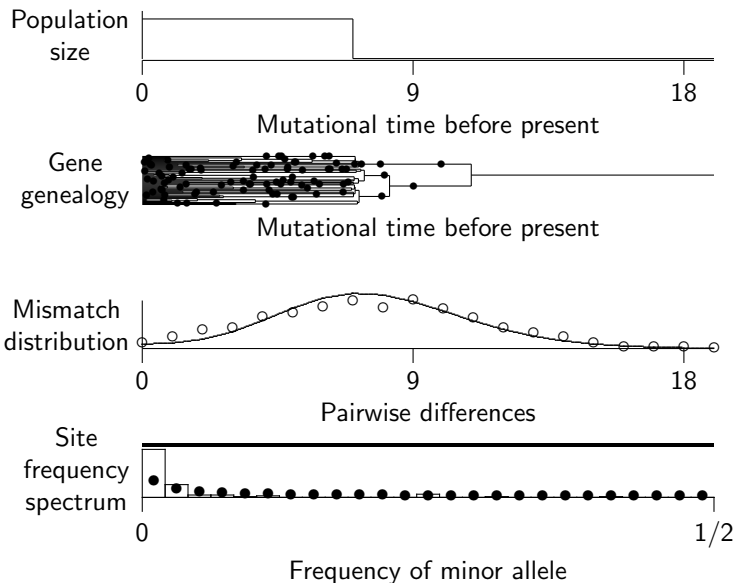 Population
size
0 9 18
Mutational time before present
Gene
genealogy
Mutational time before present
Mismatch
distribution
0 9 18
Pairwise differences
Site
frequency
spectrum
0 1/2
Frequency of minor allele